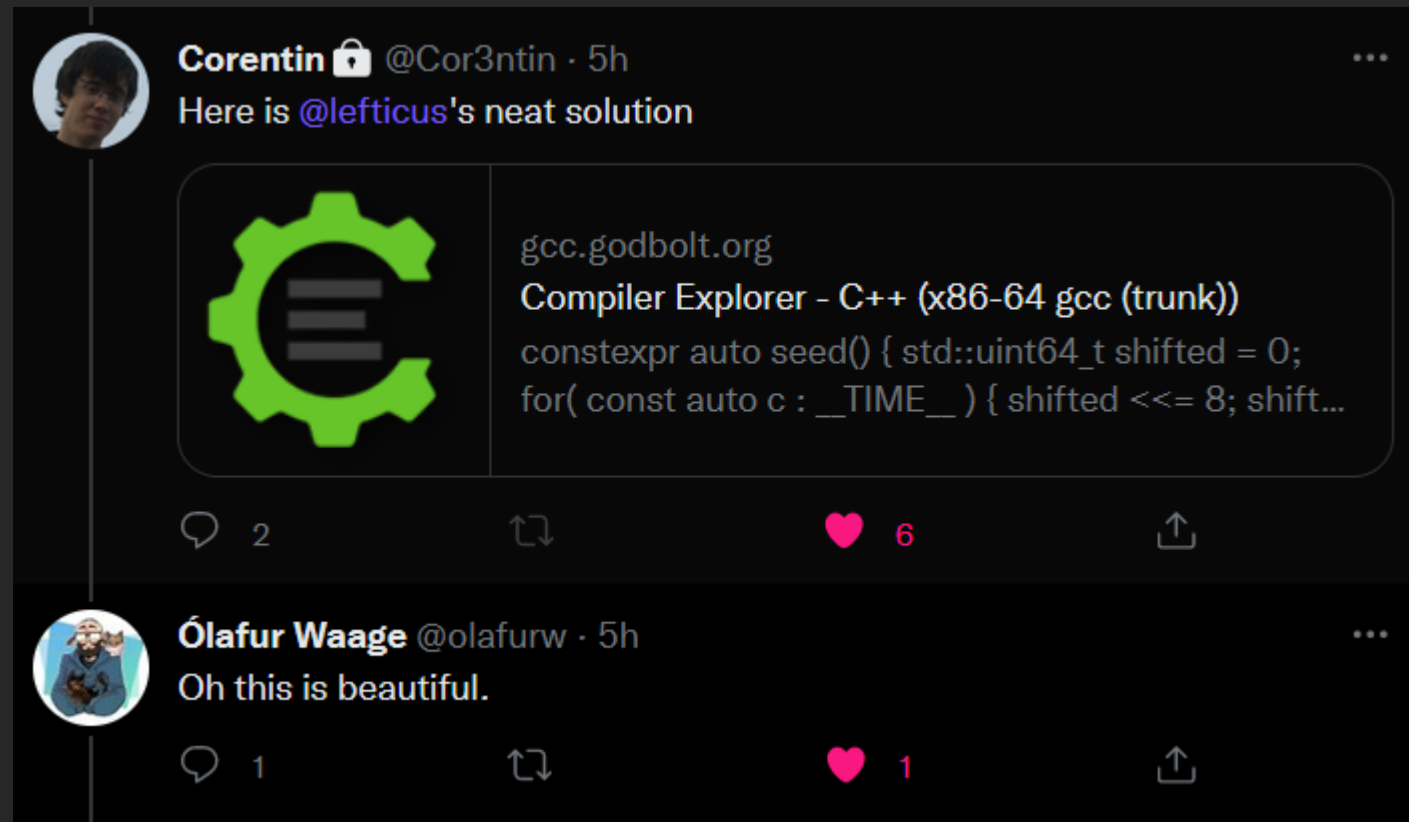 Corentin @Cor3ntin · 5h
Here is @lefticus's neat solution
gcc.godbolt.org
Compiler Explorer - C++ (x86-64 gcc (trunk))
constexpr auto seed() { std::uint64_t shifted = 0;
for( const auto c : __TIME__ ) { shifted <<= 8; shift...
2 6
Ólafur Waage @olafurw · 5h
Oh this is beautiful.
1 1